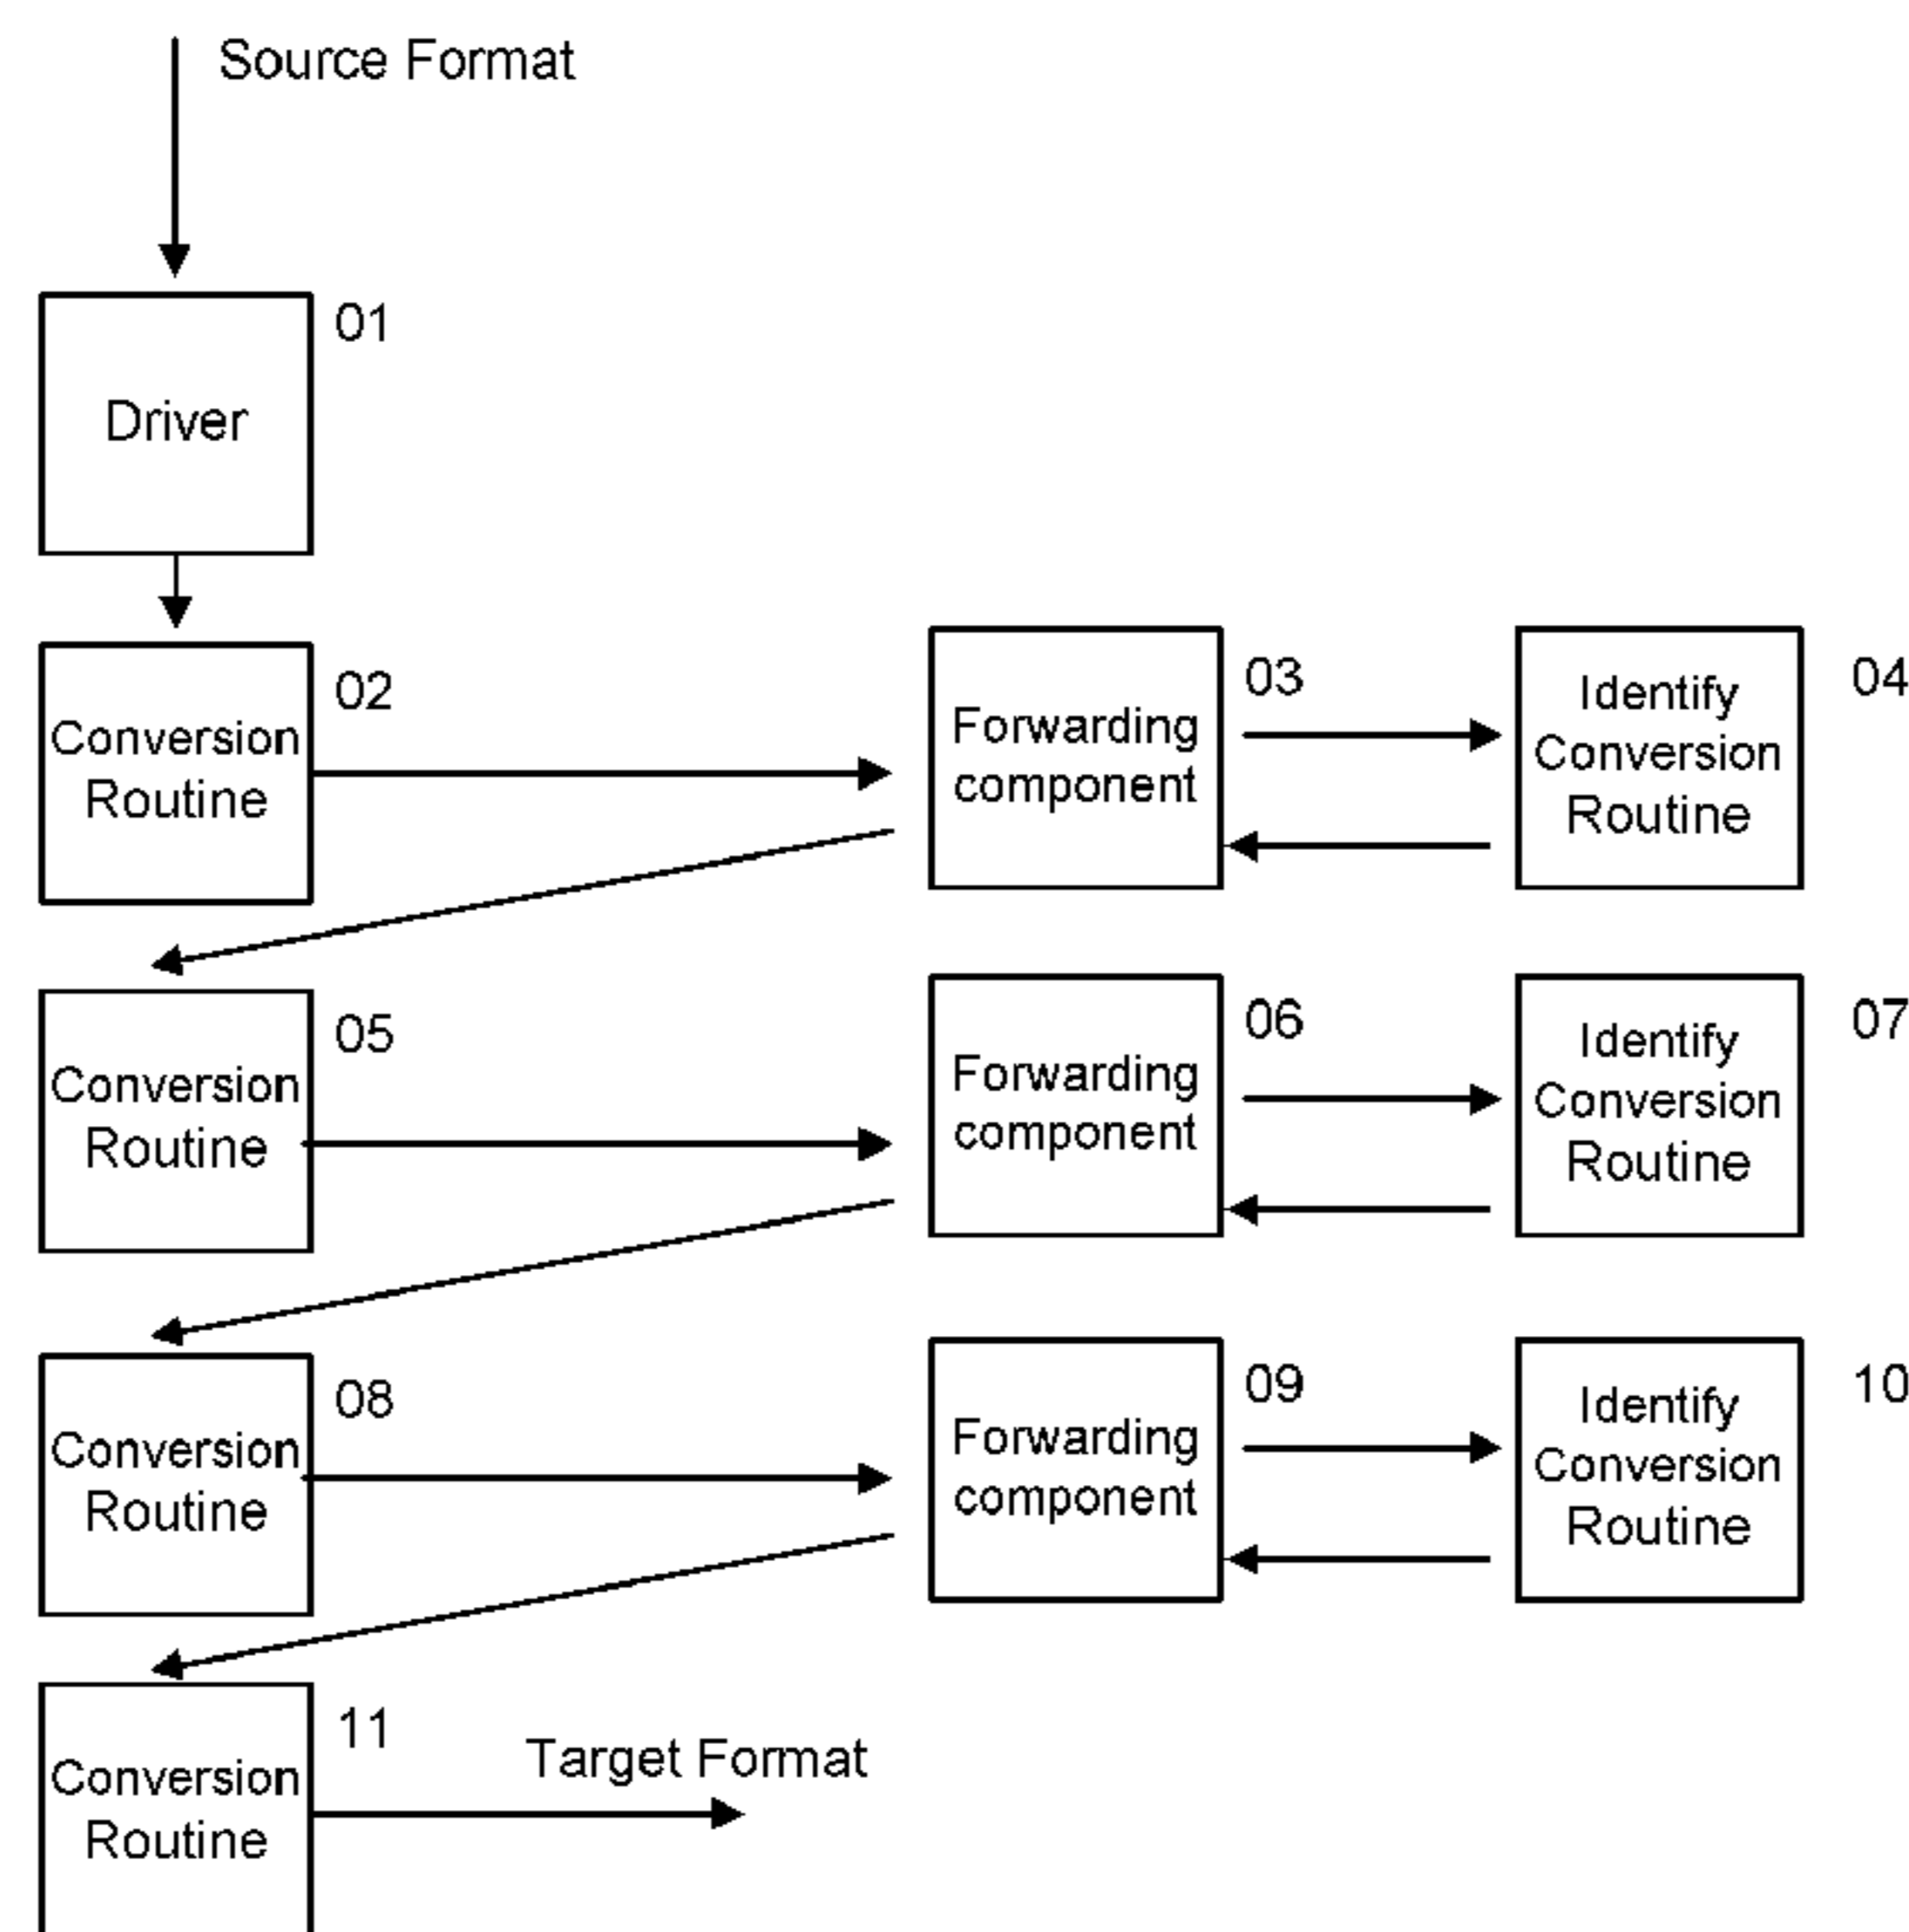 Source Format
01
Driver
02
Conversion
Routine
03
Forwarding
component
04
Identify
Conversion
Routine
05
Conversion
Routine
06
Forwarding
component
07
Identify
Conversion
Routine
08
Conversion
Routine
09
Forwarding
component
10
Identify
Conversion
Routine
11
Conversion
Routine
Target Format